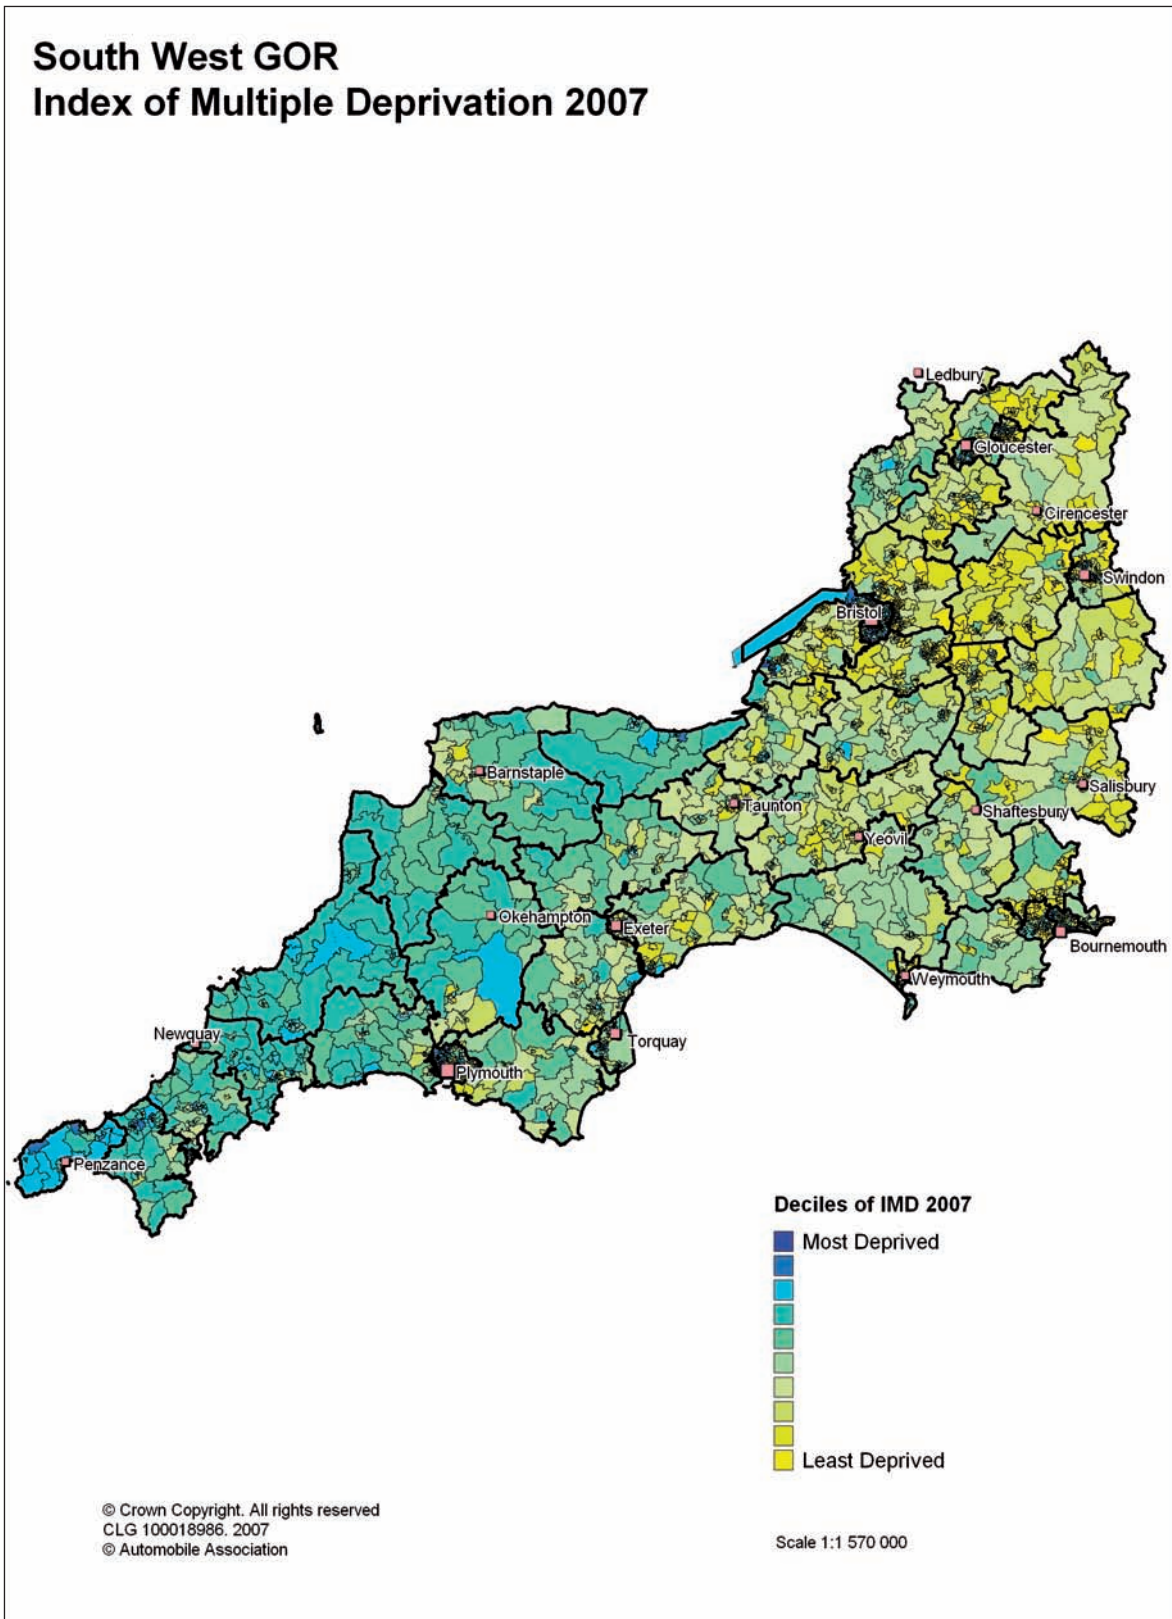 South West GOR
Index of Multiple Deprivation 2007
Ledbury
Gloucester
Cirencester
Swindon
Bristol
Barnstaple
Taunton
Salisbury
Shaftesbury
Yeovil
Okehampton
Exeter
Bournemouth
Weymouth
Newquay
Torquay
Plymouth
Penzance
Deciles of IMD 2007
Most Deprived
Least Deprived
© Crown Copyright. All rights reserved
CLG 100018986. 2007
© Automobile Association
Scale 1:1 570 000